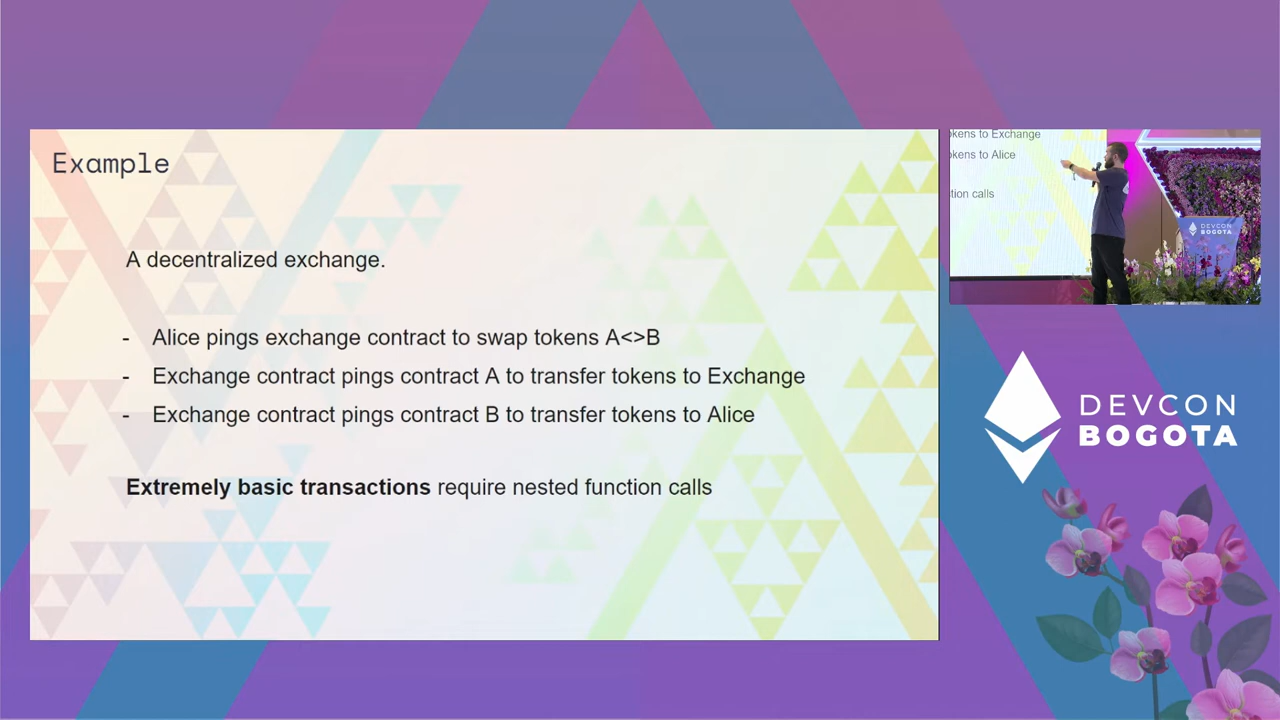 Example
A decentralized exchange.
- Alice pings exchange contract to swap tokens A<>B
- Exchange contract pings contract A to transfer tokens to Exchange
- Exchange contract pings contract B to transfer tokens to Alice
Extremely basic transactions require nested function calls
kens to Exchange
kens to Alice
tion calls
DEVCON
BOGOTA
DEVCON
BOGOTA